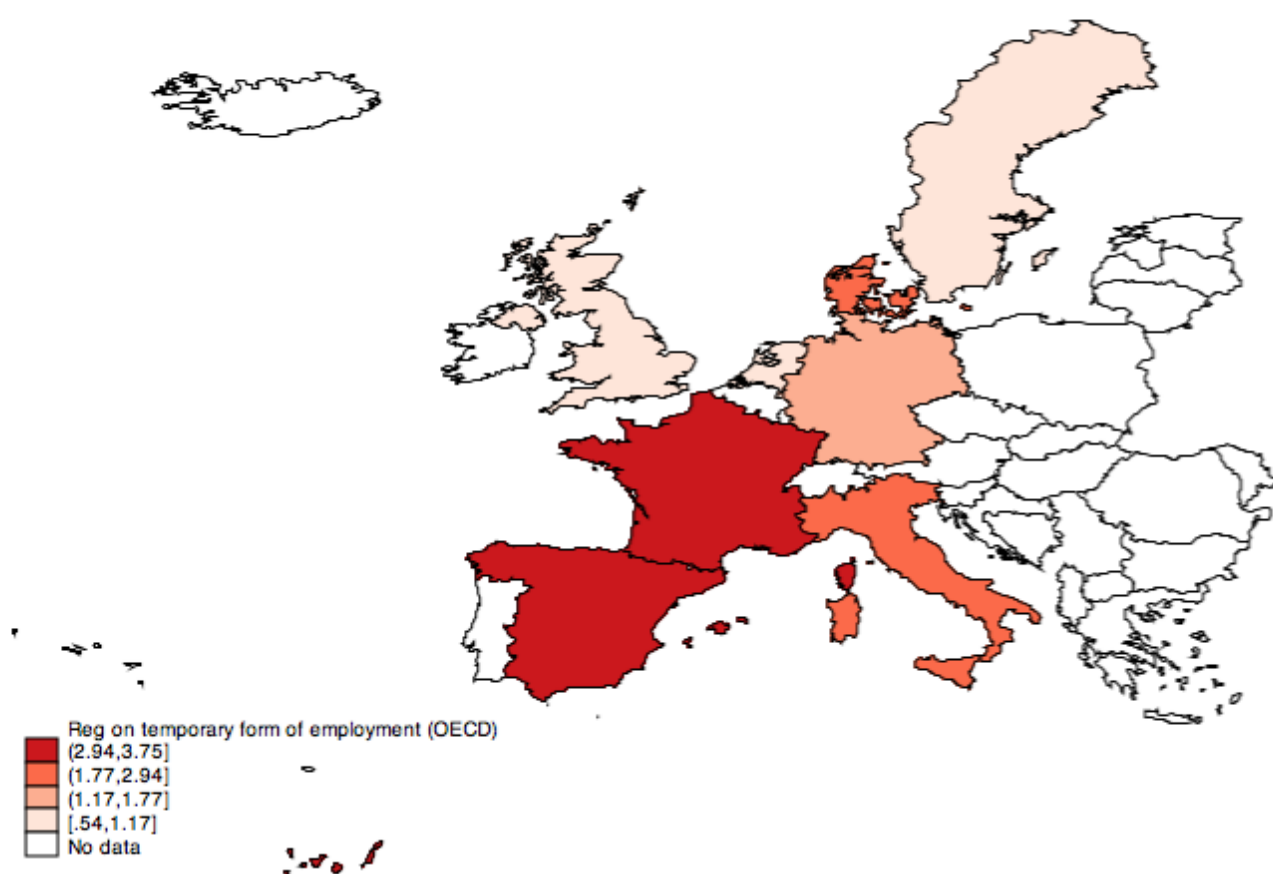 Reg on temporary form of employment (OECD)
(2.94,3.75]
(1.77,2.94]
(1.17,1.77]
[.54,1.17]
No data